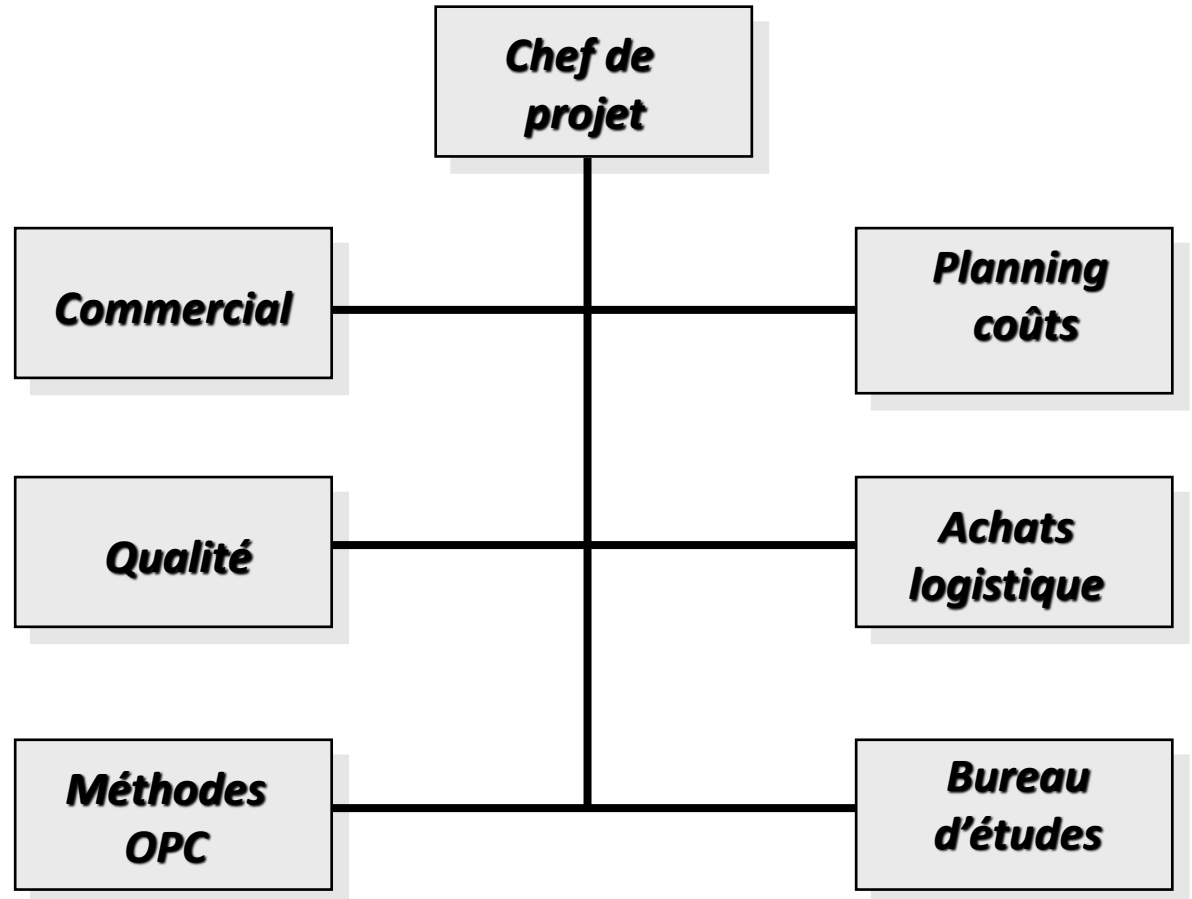 Chef de
projet
Commercial
Planning
coûts
Qualité
Achats
logistique
Méthodes
OPC
Bureau
d’études